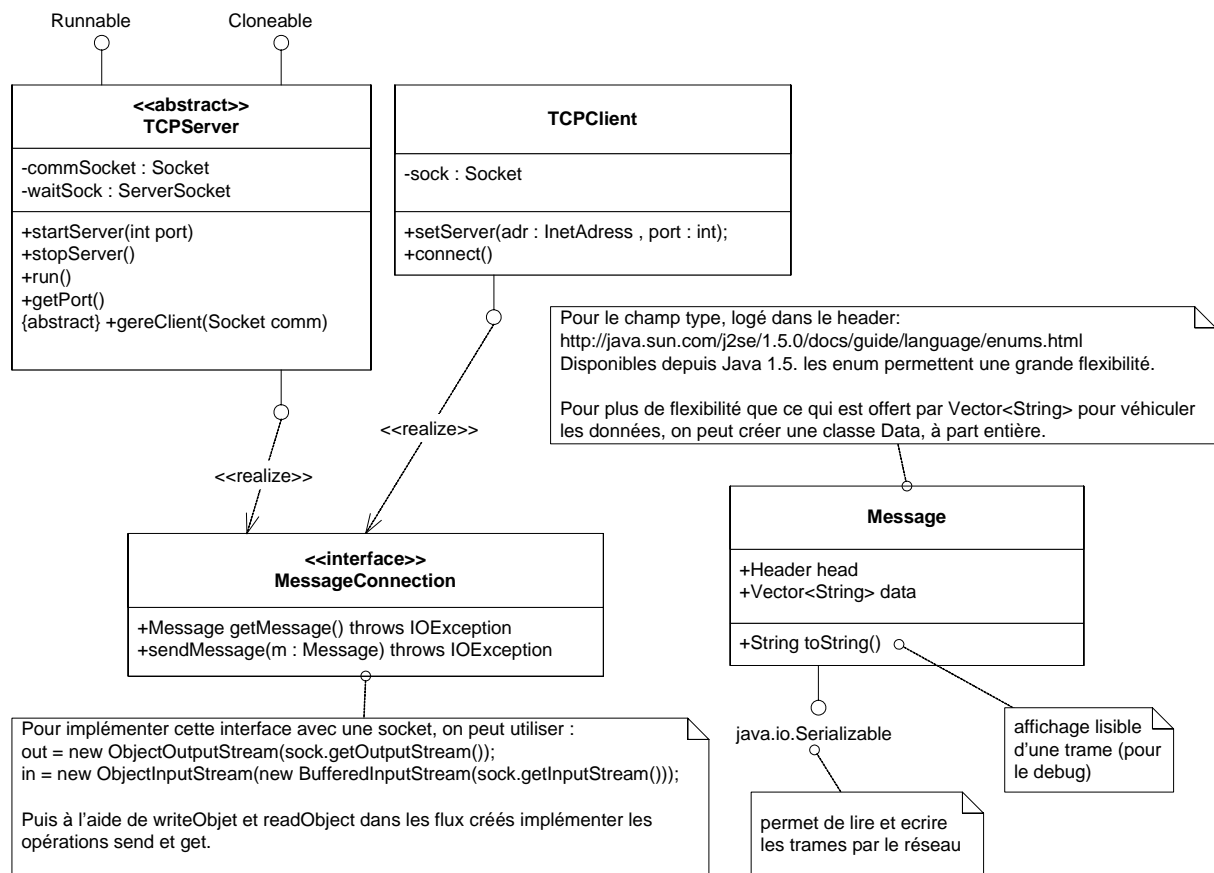 Runnable
Cloneable
<<abstract>>
TCPServer
-commSocket : Socket
-waitSock : ServerSocket
+startServer(int port)
+stopServer()
+run()
+getPort()
{abstract} +gereClient(Socket comm)
TCPClient
-sock : Socket
+setServer(adr : InetAdress , port : int);
+connect()
<<realize>>
<<realize>>
Pour le champ type, logé dans le header:
http://java.sun.com/j2se/1.5.0/docs/guide/language/enums.html
Disponibles depuis Java 1.5. les enum permettent une grande flexibilité.
Pour plus de flexibilité que ce qui est offert par Vector<String> pour véhiculer
les données, on peut créer une classe Data, à part entière.
<<interface>>
MessageConnection
+Message getMessage() throws IOException
+sendMessage(m : Message) throws IOException
Message
+Header head
+Vector<String> data
+String toString()
Pour implémenter cette interface avec une socket, on peut utiliser :
out = new ObjectOutputStream(sock.getOutputStream());
in = new ObjectInputStream(new BufferedInputStream(sock.getInputStream()));
Puis à l'aide de writeObjet et readObject dans les flux créés implémenter les
opérations send et get.
java.io.Serializable
affichage lisible
d'une trame (pour
le debug)
permet de lire et ecrire
les trames par le réseau